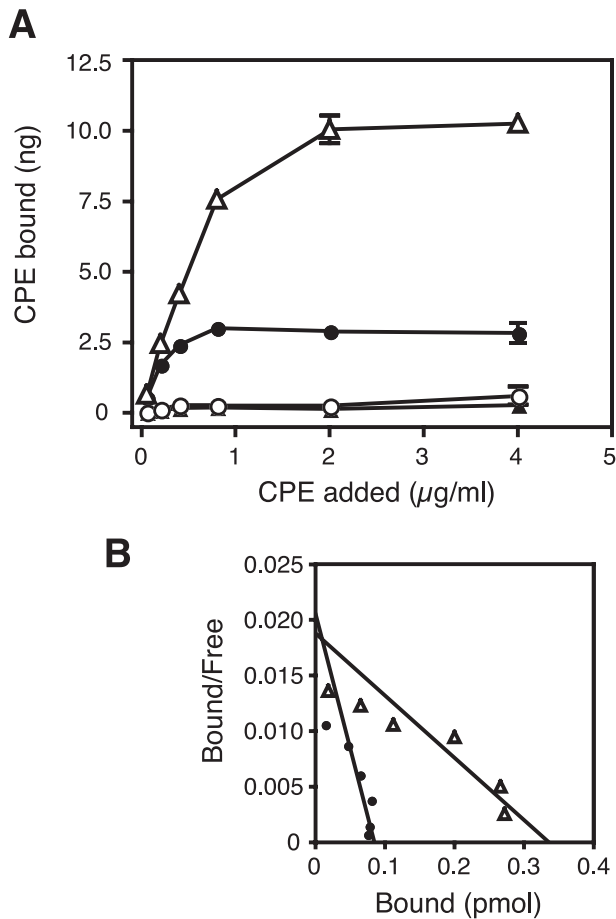 A
12.5
10.0
7.5
5.0
2.5
0
CPE bound (ng)
0 1 2 3 4 5
CPE added (µg/ml)
B
0.025
0.020
0.015
0.010
0.005
0
Bound/Free
0 0.1 0.2 0.3 0.4
Bound (pmol)